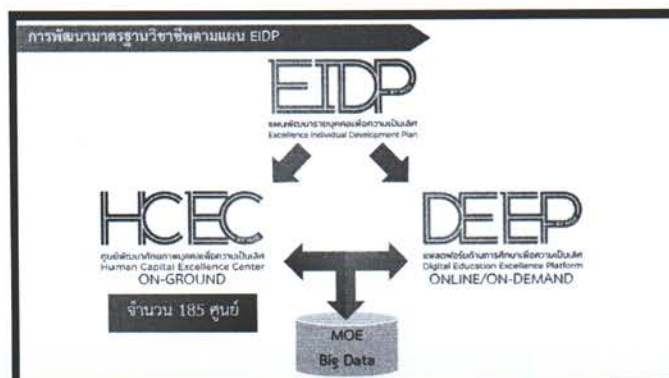 การพัฒนามาตรฐานวิชาชีพตามแผน EIDP
EIDP
แผนพัฒนารายบุคคลเพื่อความเป็นเลิศ
Excellence Individual Development Plan
HCEC
ศูนย์พัฒนาศักยภาพบุคคลเพื่อความเป็นเลิศ
Human Capital Excellence Center
ON-GROUND
จำนวน 185 ศูนย์
DEEP
แพลตฟอร์มด้านการศึกษาเพื่อความเป็นเลิศ
Digital Education Excellence Platform
ONLINE/ON-DEMAND
MOE
Big Data